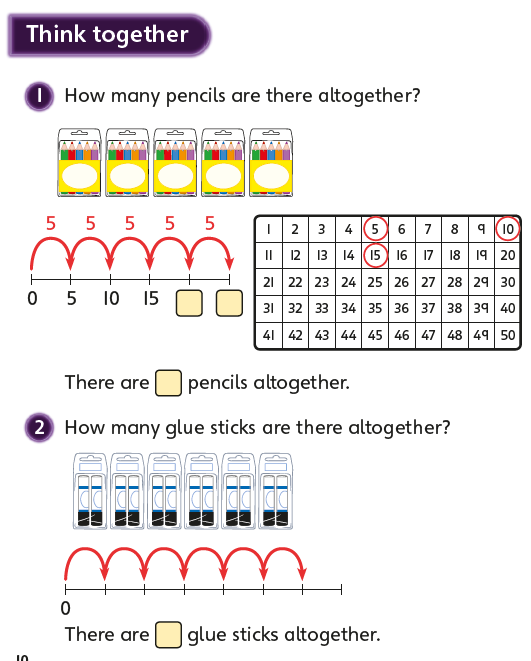 Think together
1 How many pencils are there altogether?
5 5 5 5 5
0 5 10 15
1 2 3 4 5 6 7 8 9 10
11 12 13 14 15 16 17 18 19 20
21 22 23 24 25 26 27 28 29 30
31 32 33 34 35 36 37 38 39 40
41 42 43 44 45 46 47 48 49 50
There are pencils altogether.
2 How many glue sticks are there altogether?
0
There are glue sticks altogether.
10